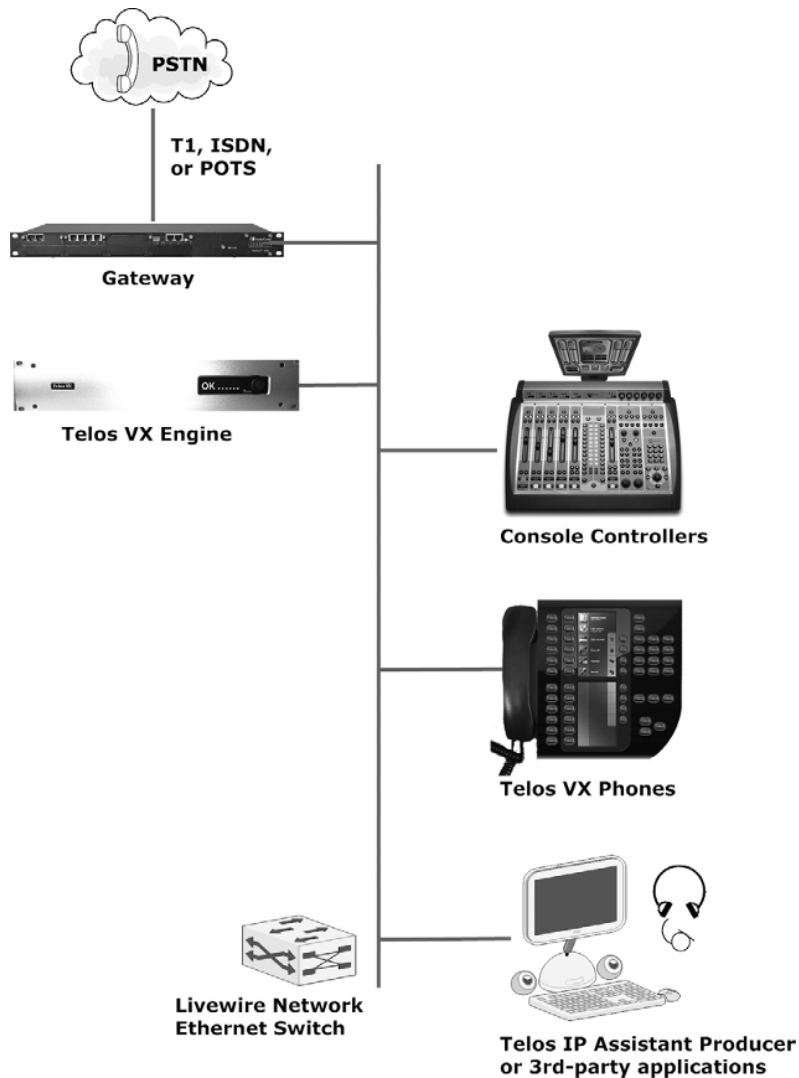 PSTN
T1, ISDN,
or POTS
Gateway
Telos VX
OK
Telos VX Engine
Console Controllers
Telos VX Phones
Livewire Network
Ethernet Switch
Telos IP Assistant Producer
or 3rd-party applications